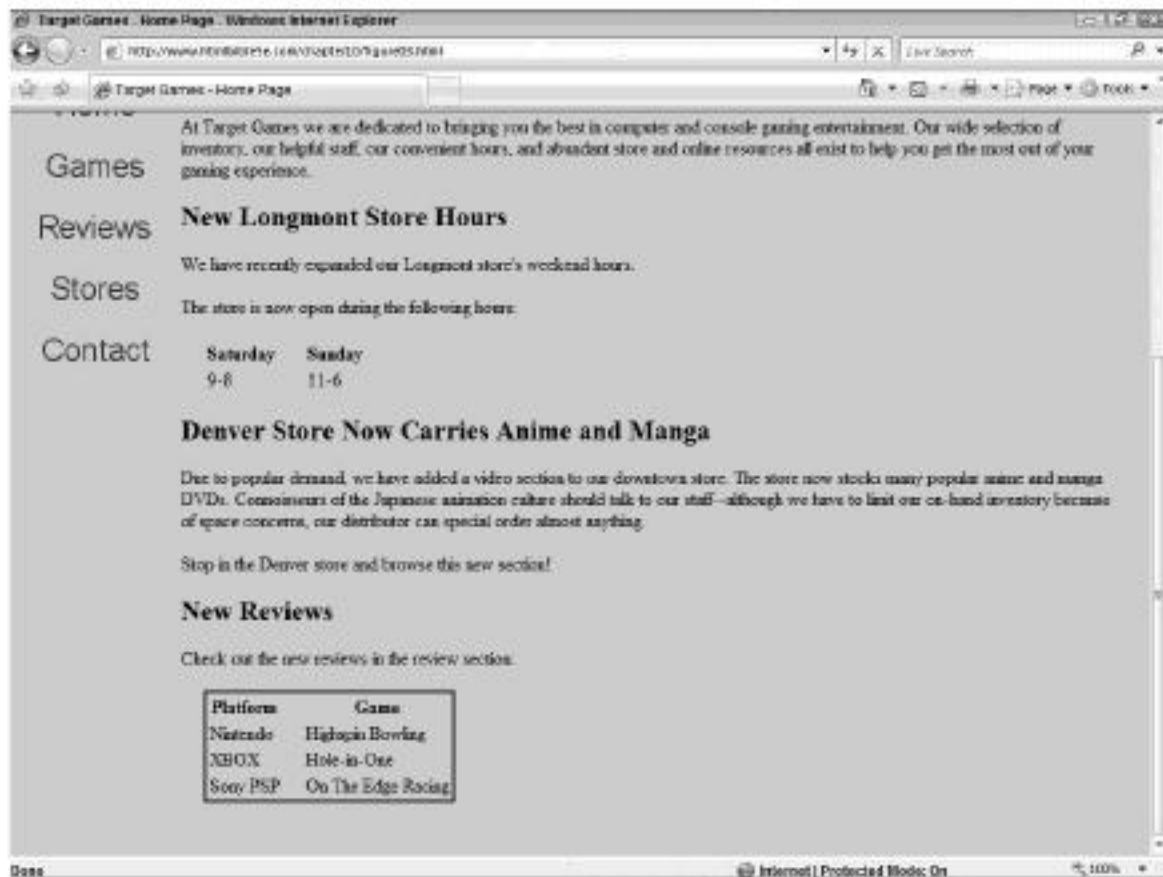 Target Games - Home Page - Windows Internet Explorer
Live Search
Target Games - Home Page
Page
Tools
Home
Games
Reviews
Stores
Contact
At Target Games we are dedicated to bringing you the best in computer and console gaming entertainment. Our wide selection of
inventory, our helpful staff, our convenient hours, and abundant store and online resources all exist to help you get the most out of your
gaming experience.
New Longmont Store Hours
We have recently expanded our Longmont store's weekend hours.
The store is now open during the following hours:
Saturday Sunday
9-8 11-6
Denver Store Now Carries Anime and Manga
Due to popular demand, we have added a video section to our downtown store. The store now stocks many popular anime and manga
DVDs. Connoisseurs of the Japanese animation culture should talk to our staff--although we have to limit our on-hand inventory because
of space concerns, our distributor can special order almost anything.
Stop in the Denver store and browse this new section!
New Reviews
Check out the new reviews in the review section.
Platform Game
Nintendo Highspin Bowling
XBOX Hole-in-One
Sony PSP On The Edge Racing
Done
Internet | Protected Mode: On
100%